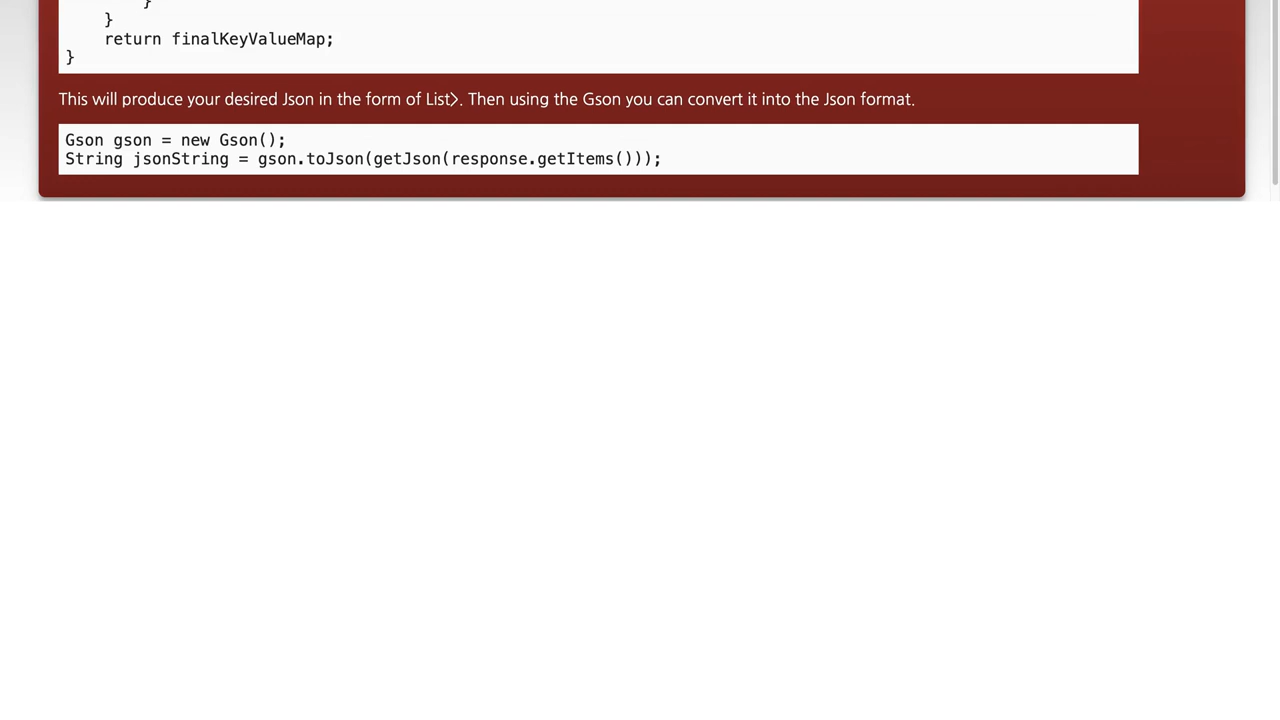 }
}
return finalKeyValueMap;
}
This will produce your desired Json in the form of List>. Then using the Gson you can convert it into the Json format.
Gson gson = new Gson();
String jsonString = gson.toJson(getJson(response.getItems()));